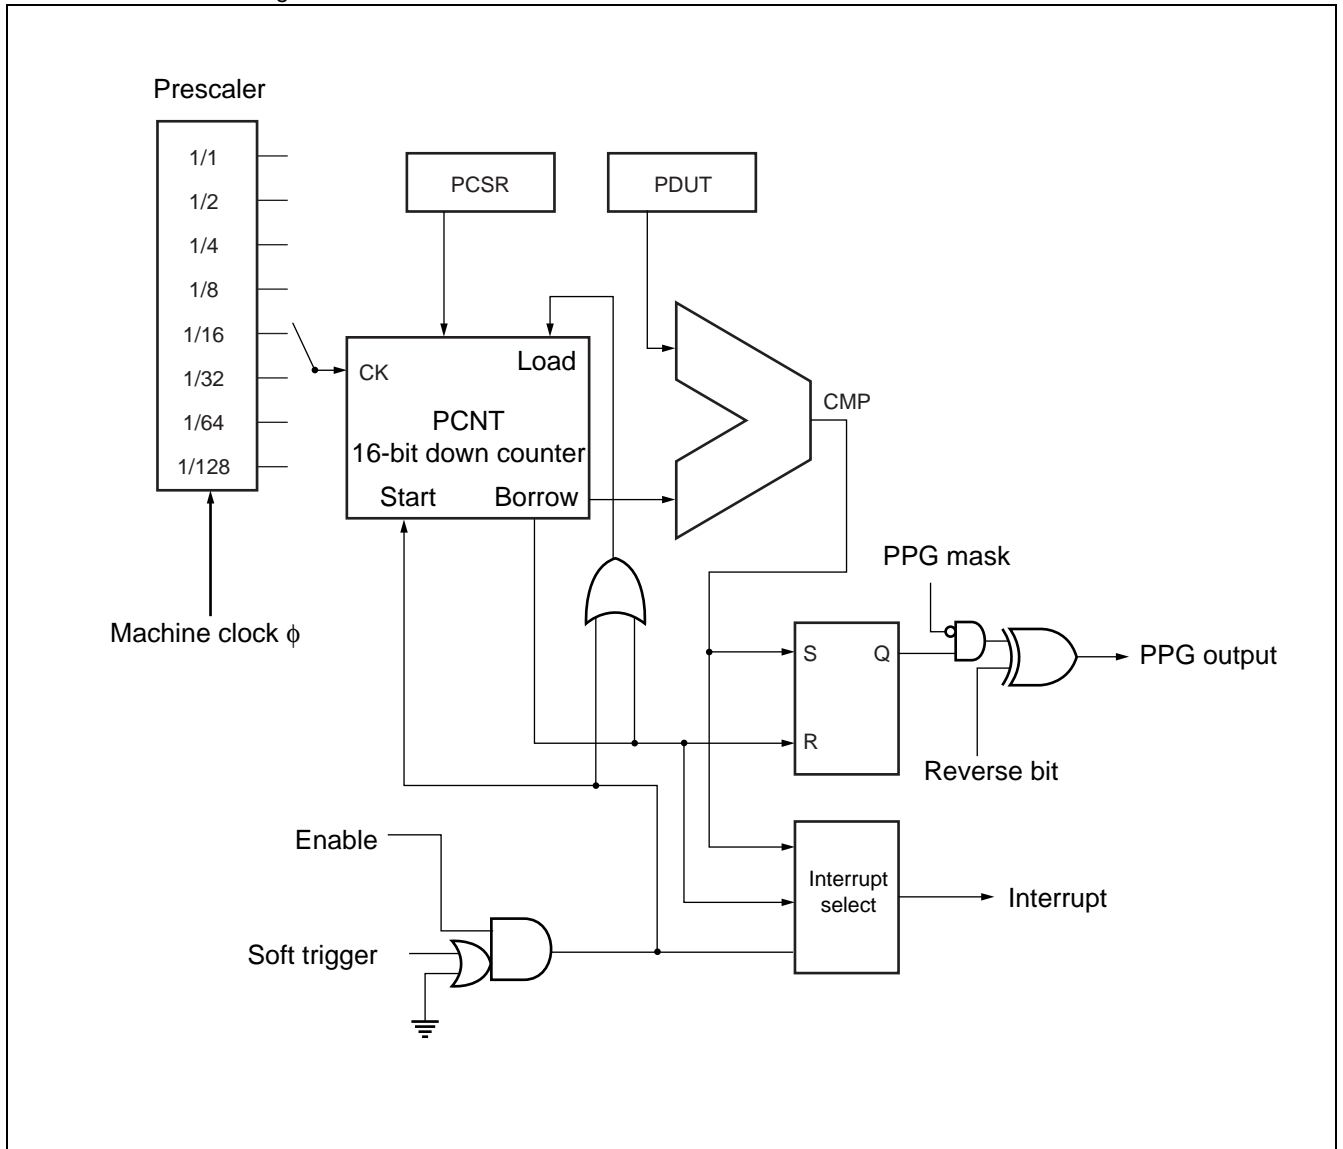 Prescaler
1/1
1/2
1/4
1/8
1/16
1/32
1/64
1/128
Machine clock ϕ
PCSR
PDUT
CK
Load
PCNT
16-bit down counter
Start
Borrow
CMP
PPG mask
S
Q
R
PPG output
Reverse bit
Enable
Soft trigger
Interrupt
select
Interrupt